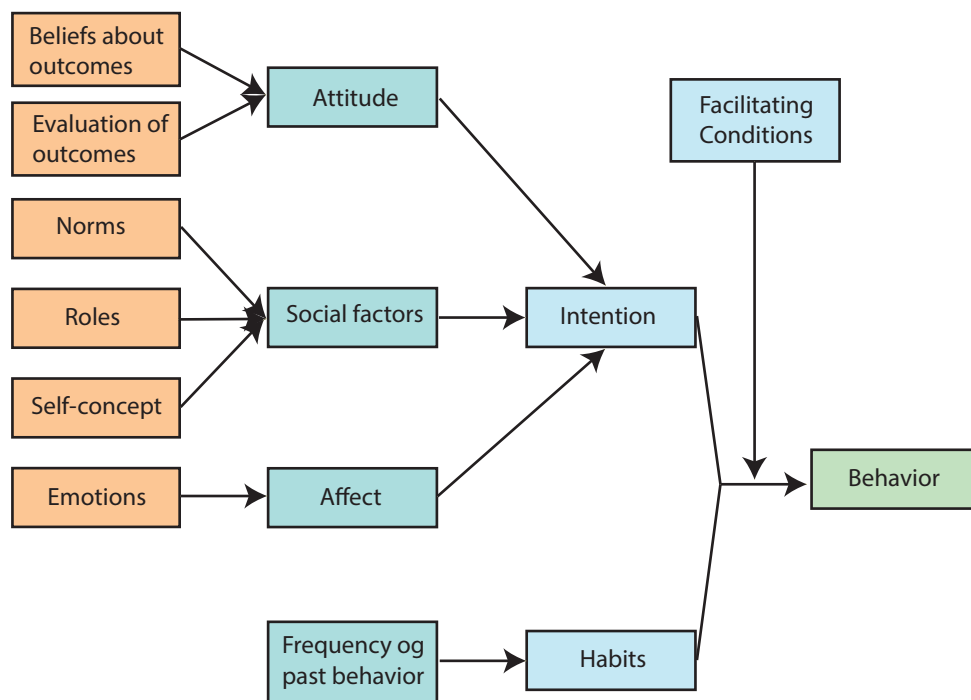 Beliefs about
outcomes
Evaluation of
outcomes
Norms
Roles
Self-concept
Emotions
Attitude
Social factors
Affect
Frequency og
past behavior
Facilitating
Conditions
Intention
Habits
Behavior